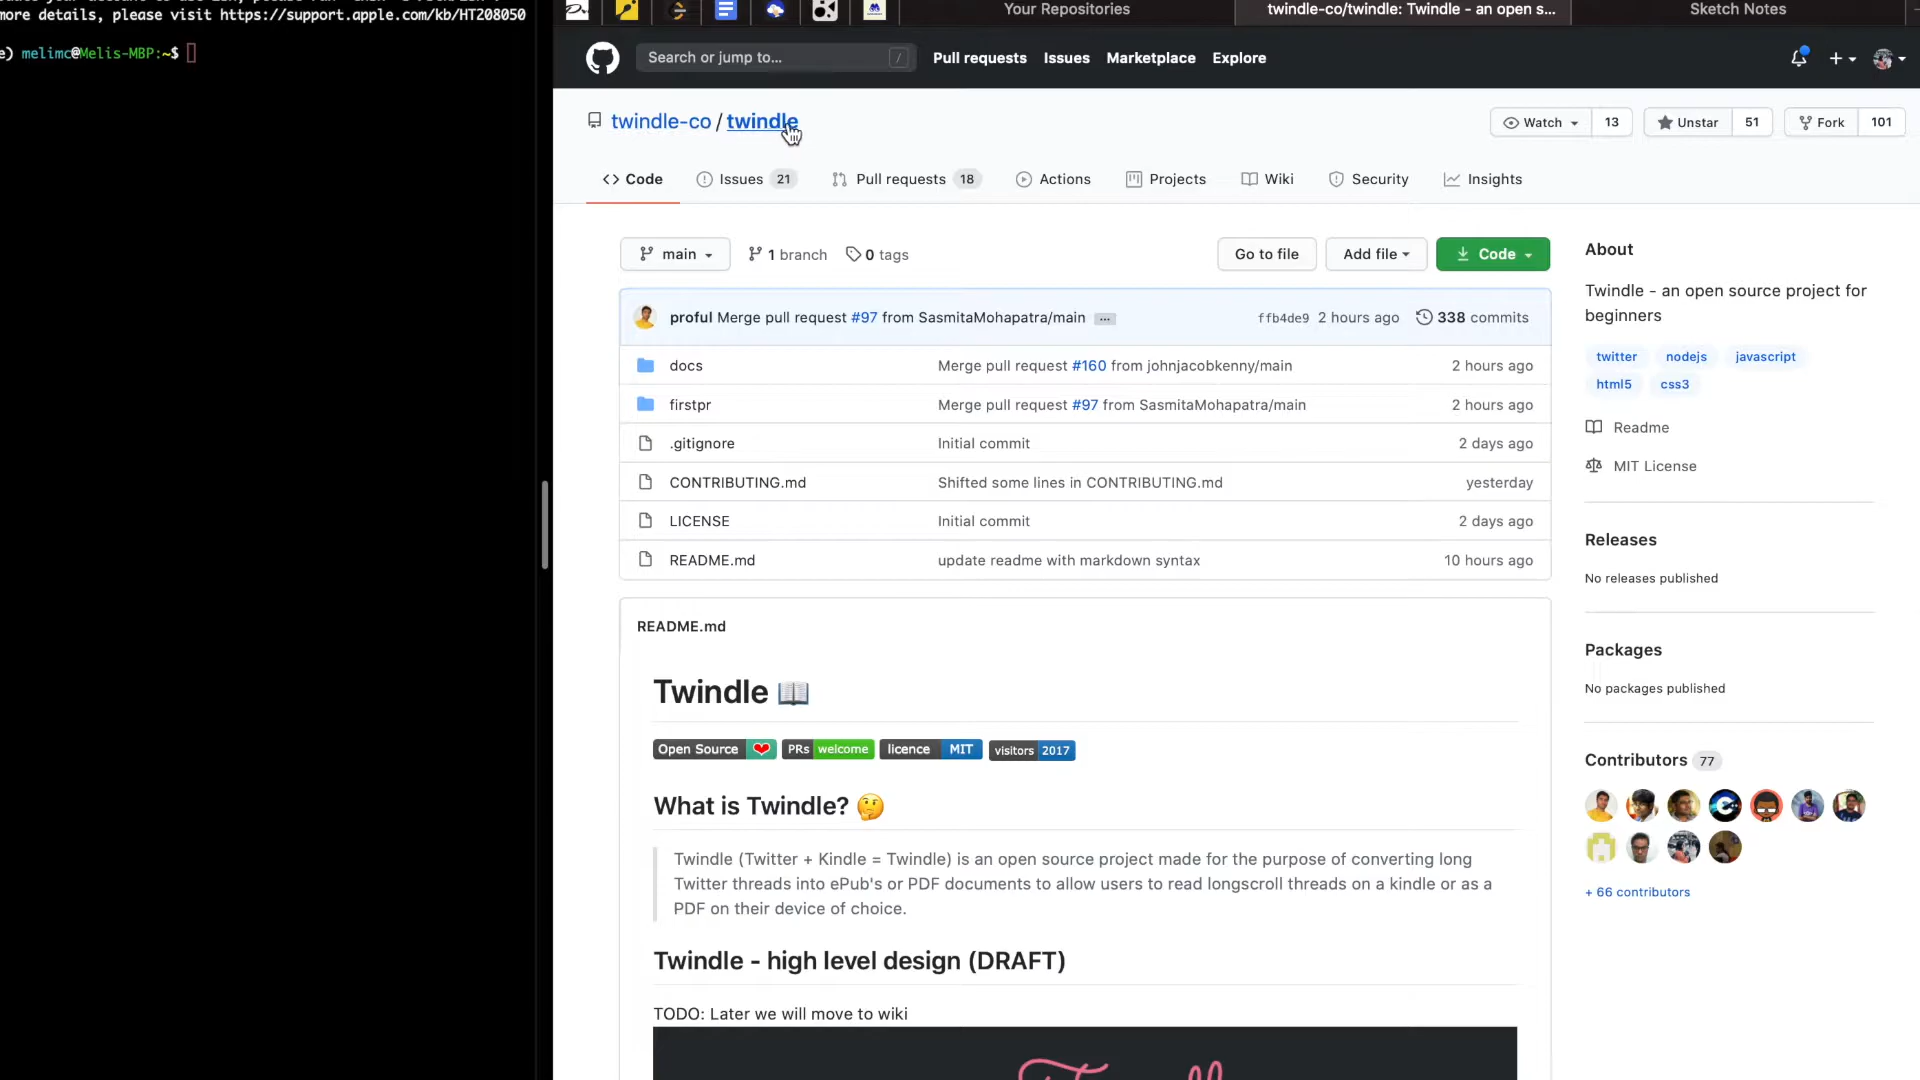 more details, please visit https://support.apple.com/kb/HT208050
e) melimc@Melis-MBP:~$
Your Repositories
twindle-co/twindle: Twindle - an open s...
Sketch Notes
Search or jump to...
/
Pull requests
Issues
Marketplace
Explore
twindle-co / twindle
Watch 13
Unstar 51
Fork 101
Code
Issues 21
Pull requests 18
Actions
Projects
Wiki
Security
Insights
main
1 branch
0 tags
Go to file
Add file
Code
proful Merge pull request #97 from SasmitaMohapatra/main ... ffb4de9 2 hours ago 338 commits
docs Merge pull request #160 from johnjacobkenny/main 2 hours ago
firstpr Merge pull request #97 from SasmitaMohapatra/main 2 hours ago
.gitignore Initial commit 2 days ago
CONTRIBUTING.md Shifted some lines in CONTRIBUTING.md yesterday
LICENSE Initial commit 2 days ago
README.md update readme with markdown syntax 10 hours ago
README.md
Twindle 📖
Open Source ❤ PRs welcome licence MIT visitors 2017
What is Twindle? 🤔
Twindle (Twitter + Kindle = Twindle) is an open source project made for the purpose of converting long
Twitter threads into ePub's or PDF documents to allow users to read longscroll threads on a kindle or as a
PDF on their device of choice.
Twindle - high level design (DRAFT)
TODO: Later we will move to wiki
About
Twindle - an open source project for
beginners
twitter nodejs javascript
html5 css3
Readme
MIT License
Releases
No releases published
Packages
No packages published
Contributors 77
+ 66 contributors